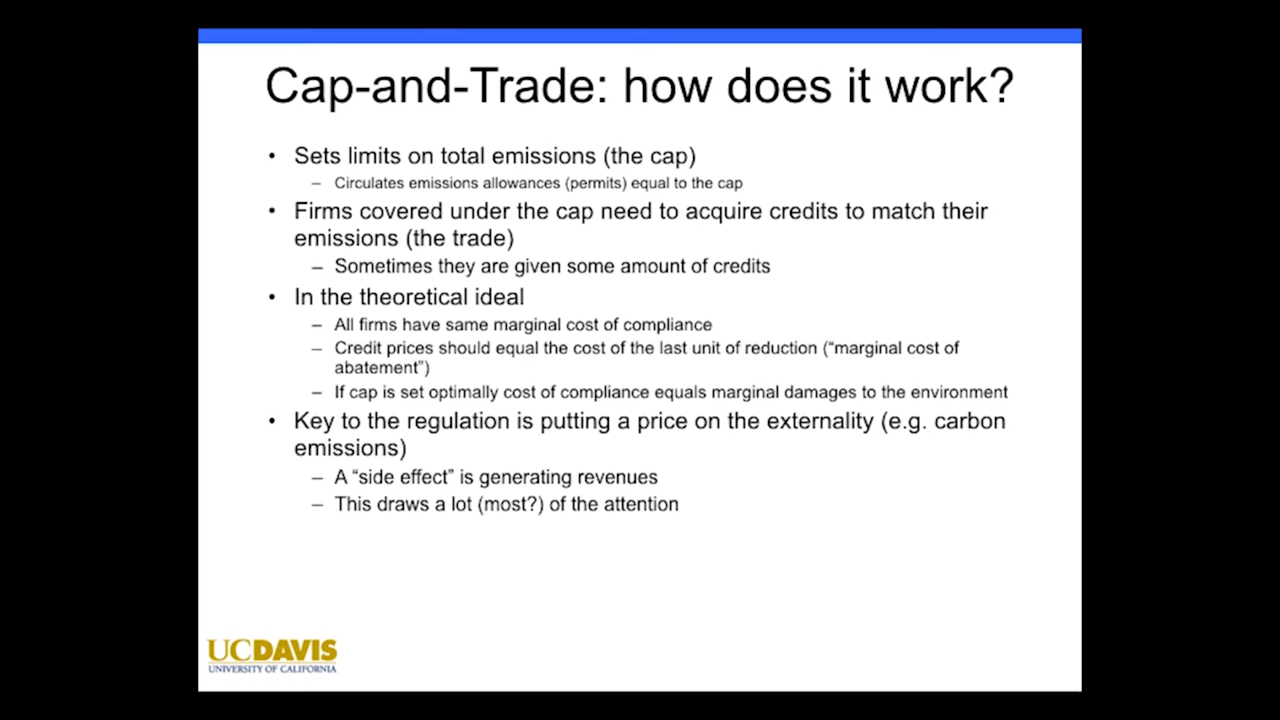 Cap-and-Trade: how does it work?
• Sets limits on total emissions (the cap)
– Circulates emissions allowances (permits) equal to the cap
• Firms covered under the cap need to acquire credits to match their
emissions (the trade)
– Sometimes they are given some amount of credits
• In the theoretical ideal
– All firms have same marginal cost of compliance
– Credit prices should equal the cost of the last unit of reduction (“marginal cost of
abatement”)
– If cap is set optimally cost of compliance equals marginal damages to the environment
• Key to the regulation is putting a price on the externality (e.g. carbon
emissions)
– A “side effect” is generating revenues
– This draws a lot (most?) of the attention
UCDAVIS
UNIVERSITY OF CALIFORNIA